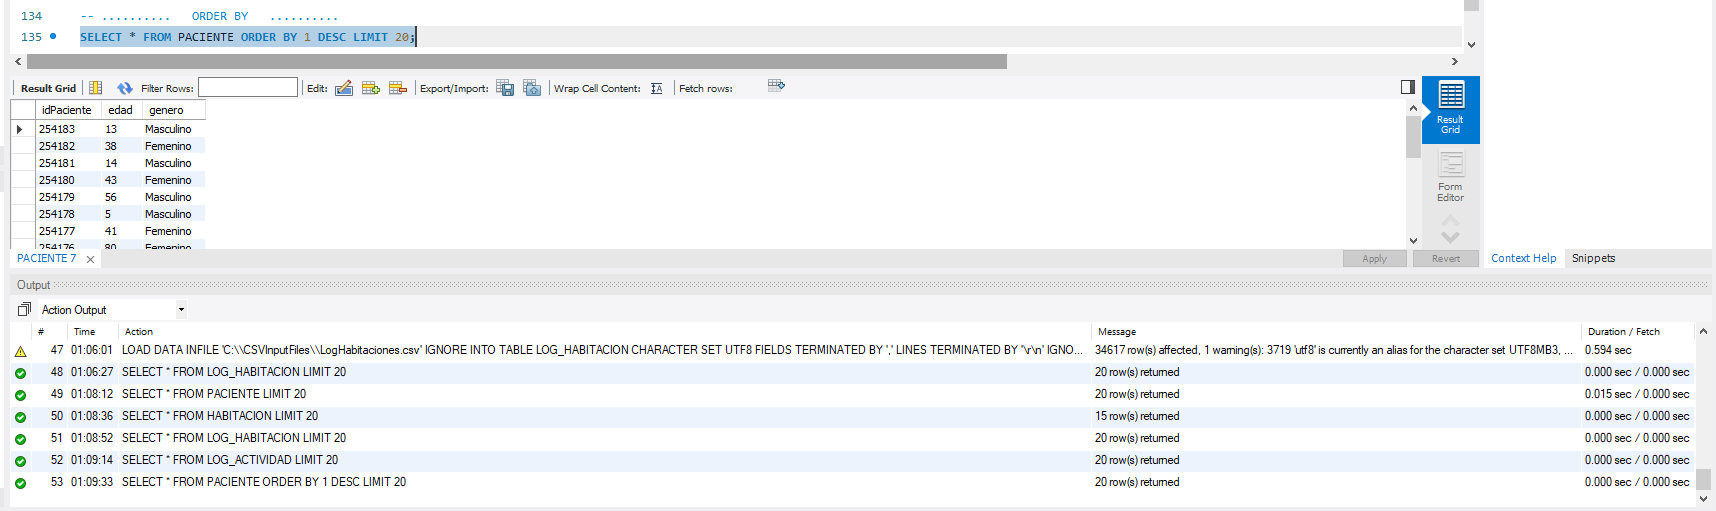 134 -- .......... ORDER BY ..........
135 SELECT * FROM PACIENTE ORDER BY 1 DESC LIMIT 20;
Result Grid Filter Rows: Edit: Export/Import: Wrap Cell Content: IA Fetch rows:
idPaciente edad genero
254183 13 Masculino
254182 38 Femenino
254181 14 Masculino
254180 43 Femenino
254179 56 Masculino
254178 5 Masculino
254177 41 Femenino
254176 80 Femenino
Result
Grid
Form
Editor
PACIENTE 7 Apply Revert Context Help Snippets
Output
Action Output
# Time Action Message Duration / Fetch
47 01:06:01 LOAD DATA INFILE 'C:\\CSVInputFiles\\LogHabitaciones.csv' IGNORE INTO TABLE LOG_HABITACION CHARACTER SET UTF8 FIELDS TERMINATED BY ',' LINES TERMINATED BY '\r\n' IGNO... 34617 row(s) affected, 1 warning(s): 3719 'utf8' is currently an alias for the character set UTF8MB3, ... 0.594 sec
48 01:06:27 SELECT * FROM LOG_HABITACION LIMIT 20 20 row(s) returned 0.000 sec / 0.000 sec
49 01:08:12 SELECT * FROM PACIENTE LIMIT 20 20 row(s) returned 0.015 sec / 0.000 sec
50 01:08:36 SELECT * FROM HABITACION LIMIT 20 15 row(s) returned 0.000 sec / 0.000 sec
51 01:08:52 SELECT * FROM LOG_HABITACION LIMIT 20 20 row(s) returned 0.000 sec / 0.000 sec
52 01:09:14 SELECT * FROM LOG_ACTIVIDAD LIMIT 20 20 row(s) returned 0.000 sec / 0.000 sec
53 01:09:33 SELECT * FROM PACIENTE ORDER BY 1 DESC LIMIT 20 20 row(s) returned 0.000 sec / 0.000 sec